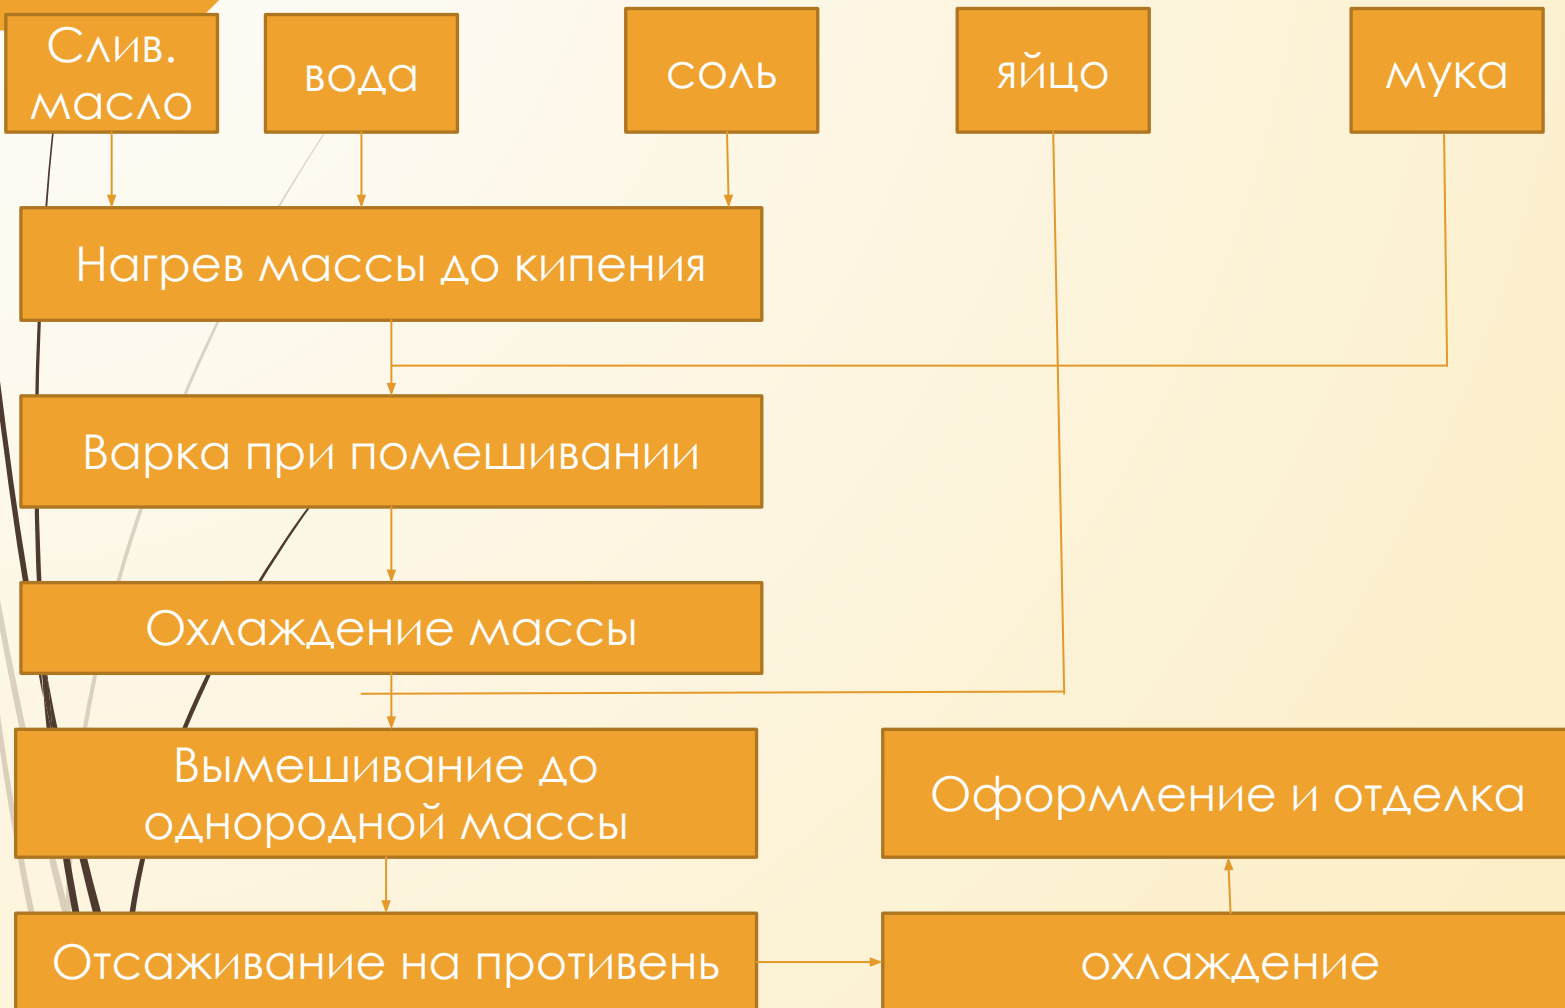 Слив.
масло
вода
соль
яйцо
мука
Нагрев массы до кипения
Варка при помешивании
Охлаждение массы
Вымешивание до
однородной массы
Оформление и отделка
Отсаживание на противень
охлаждение